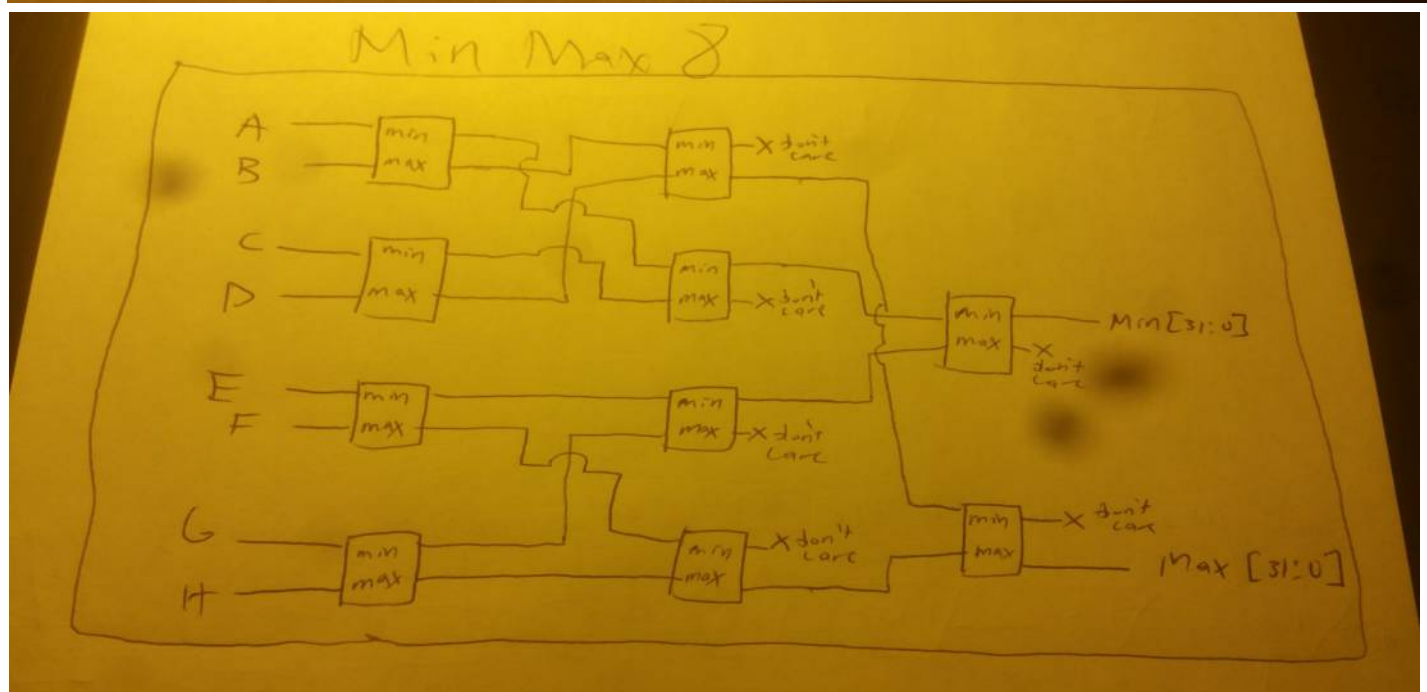 Min Max 8
A
B
min
max
min
max
X don't
care
C
D
min
max
min
max
X don't
care
min
max
Min[31:0]
X
don't
care
E
F
min
max
min
max
X don't
care
G
H
min
max
min
max
X don't
care
min
max
X don't
care
Max [31:0]